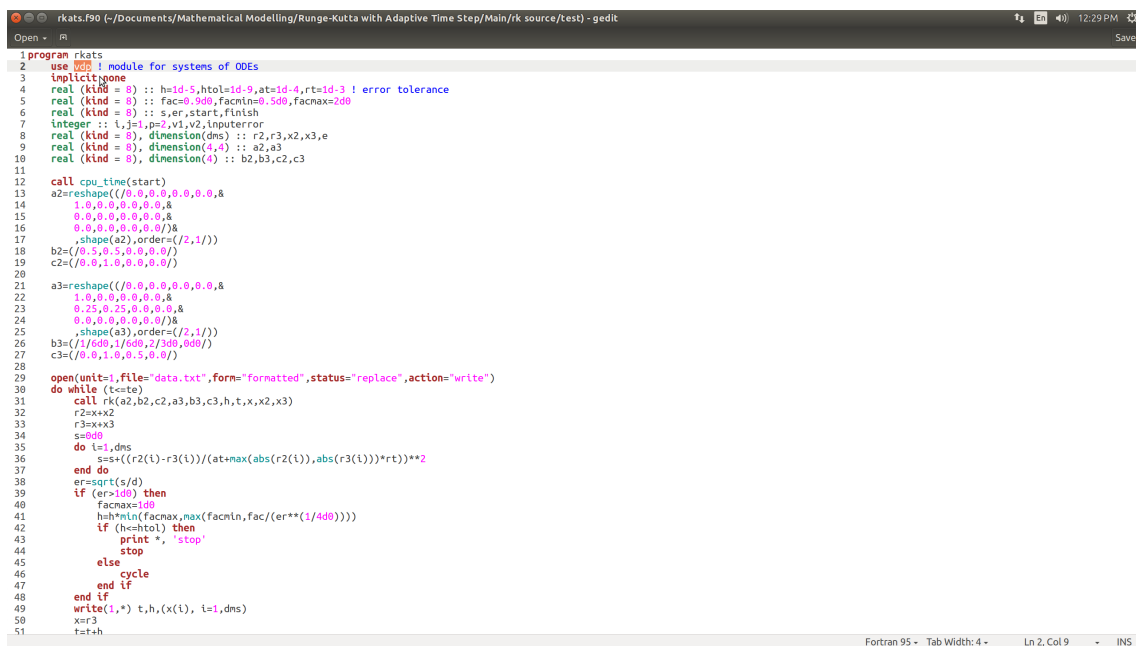 rkats.f90 (~/Documents/Mathematical Modelling/Runge-Kutta with Adaptive Time Step/Main/rk source/test) - gedit En 12:29 PM
Open Save
1 program rkats
2 use vdp ! module for systems of ODEs
3 implicit none
4 real (kind = 8) :: h=1d-5,htol=1d-9,at=1d-4,rt=1d-3 ! error tolerance
5 real (kind = 8) :: fac=0.9d0,facmin=0.5d0,facmax=2d0
6 real (kind = 8) :: s,er,start,finish
7 integer :: i,j=1,p=2,v1,v2,inputerror
8 real (kind = 8), dimension(dms) :: r2,r3,x2,x3,e
9 real (kind = 8), dimension(4,4) :: a2,a3
10 real (kind = 8), dimension(4) :: b2,b3,c2,c3
11
12 call cpu_time(start)
13 a2=reshape((/0.0,0.0,0.0,0.0,&
14 1.0,0.0,0.0,0.0,&
15 0.0,0.0,0.0,0.0,&
16 0.0,0.0,0.0,0.0/)&
17 ,shape(a2),order=(/2,1/))
18 b2=(/0.5,0.5,0.0,0.0/)
19 c2=(/0.0,1.0,0.0,0.0/)
20
21 a3=reshape((/0.0,0.0,0.0,0.0,&
22 1.0,0.0,0.0,0.0,&
23 0.25,0.25,0.0,0.0,&
24 0.0,0.0,0.0,0.0/)&
25 ,shape(a3),order=(/2,1/))
26 b3=(/1/6d0,1/6d0,2/3d0,0d0/)
27 c3=(/0.0,1.0,0.5,0.0/)
28
29 open(unit=1,file="data.txt",form="formatted",status="replace",action="write")
30 do while (t<=te)
31 call rk(a2,b2,c2,a3,b3,c3,h,t,x,x2,x3)
32 r2=x+x2
33 r3=x+x3
34 s=0d0
35 do i=1,dms
36 s=s+((r2(i)-r3(i))/(at+max(abs(r2(i)),abs(r3(i)))*rt))**2
37 end do
38 er=sqrt(s/d)
39 if (er>1d0) then
40 facmax=1d0
41 h=h*min(facmax,max(facmin,fac/(er**(1/4d0))))
42 if (h<=htol) then
43 print *, 'stop'
44 stop
45 else
46 cycle
47 end if
48 end if
49 write(1,*) t,h,(x(i), i=1,dms)
50 x=r3
51 t=t+h
Fortran 95 Tab Width: 4 Ln 2, Col 9 INS